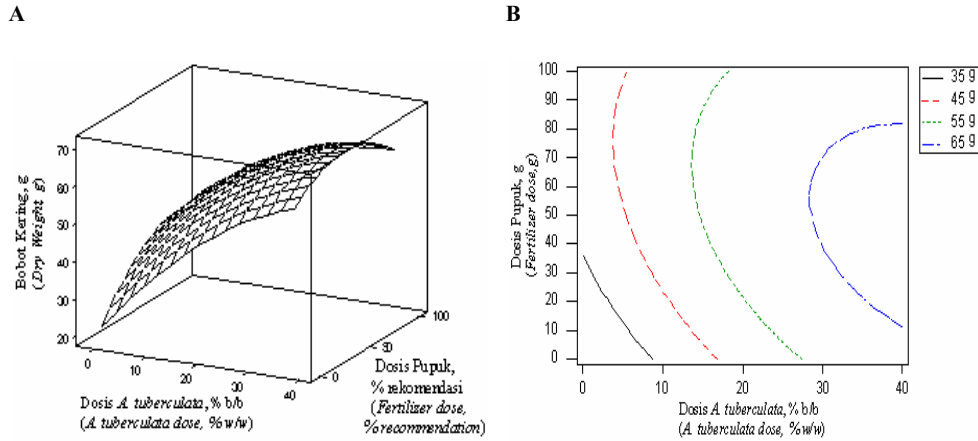 A
Bobot Kering, g
(Dry Weight g)
70
60
50
40
30
20
0
10
20
30
40
0
50
100
Dosis A. tuberculata, % b/b
(A. tuberculata dose, % w/w)
Dosis Pupuk,
% rekomendasi
(Fertilizer dose,
% recommendation)
B
Dosis Pupuk, g
(Fertilizer dose, g)
100
90
80
70
60
50
40
30
20
10
0
0
10
20
30
40
Dosis A. tuberculata, % b/b
(A. tuberculata dose, % w/w)
35 g
45 g
55 g
65 g